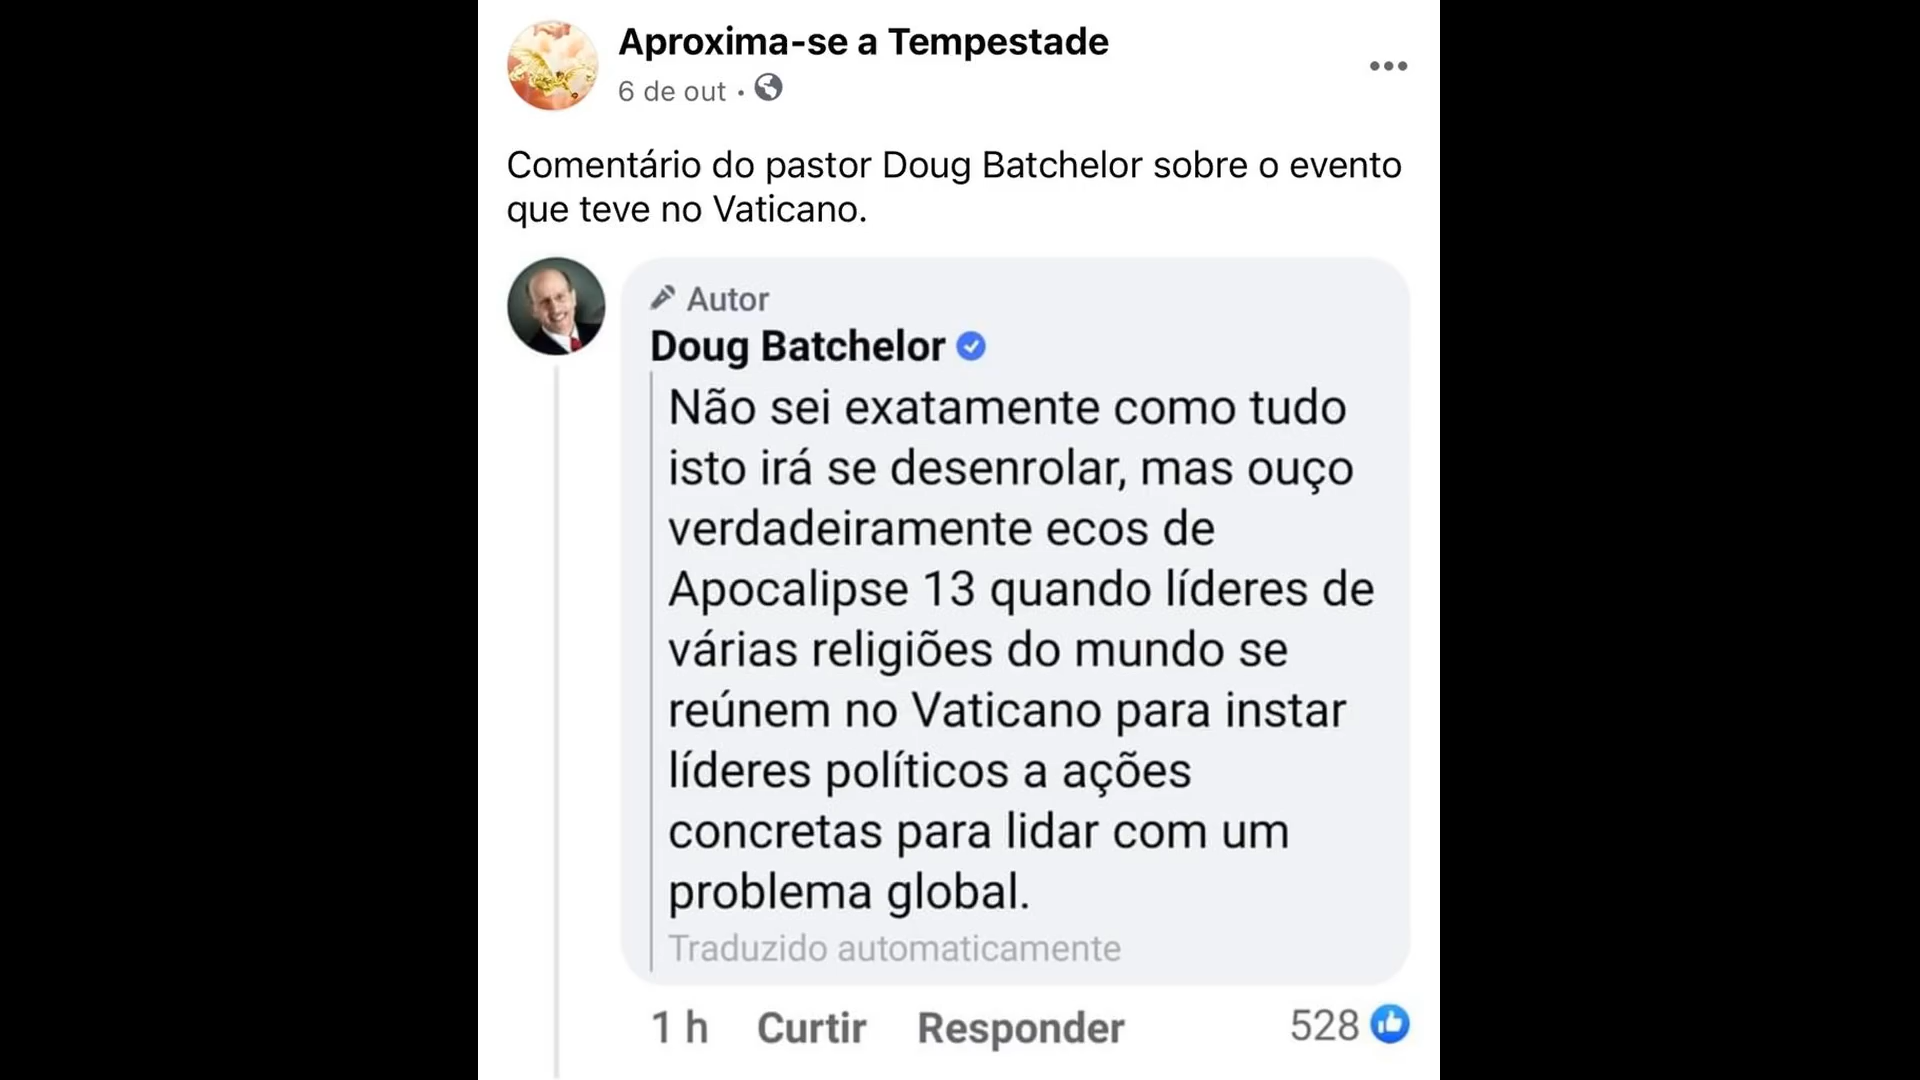 Aproxima-se a Tempestade
6 de out ·
Comentário do pastor Doug Batchelor sobre o evento
que teve no Vaticano.
Autor
Doug Batchelor
Não sei exatamente como tudo
isto irá se desenrolar, mas ouço
verdadeiramente ecos de
Apocalipse 13 quando líderes de
várias religiões do mundo se
reúnem no Vaticano para instar
líderes políticos a ações
concretas para lidar com um
problema global.
Traduzido automaticamente
1 h Curtir Responder 528